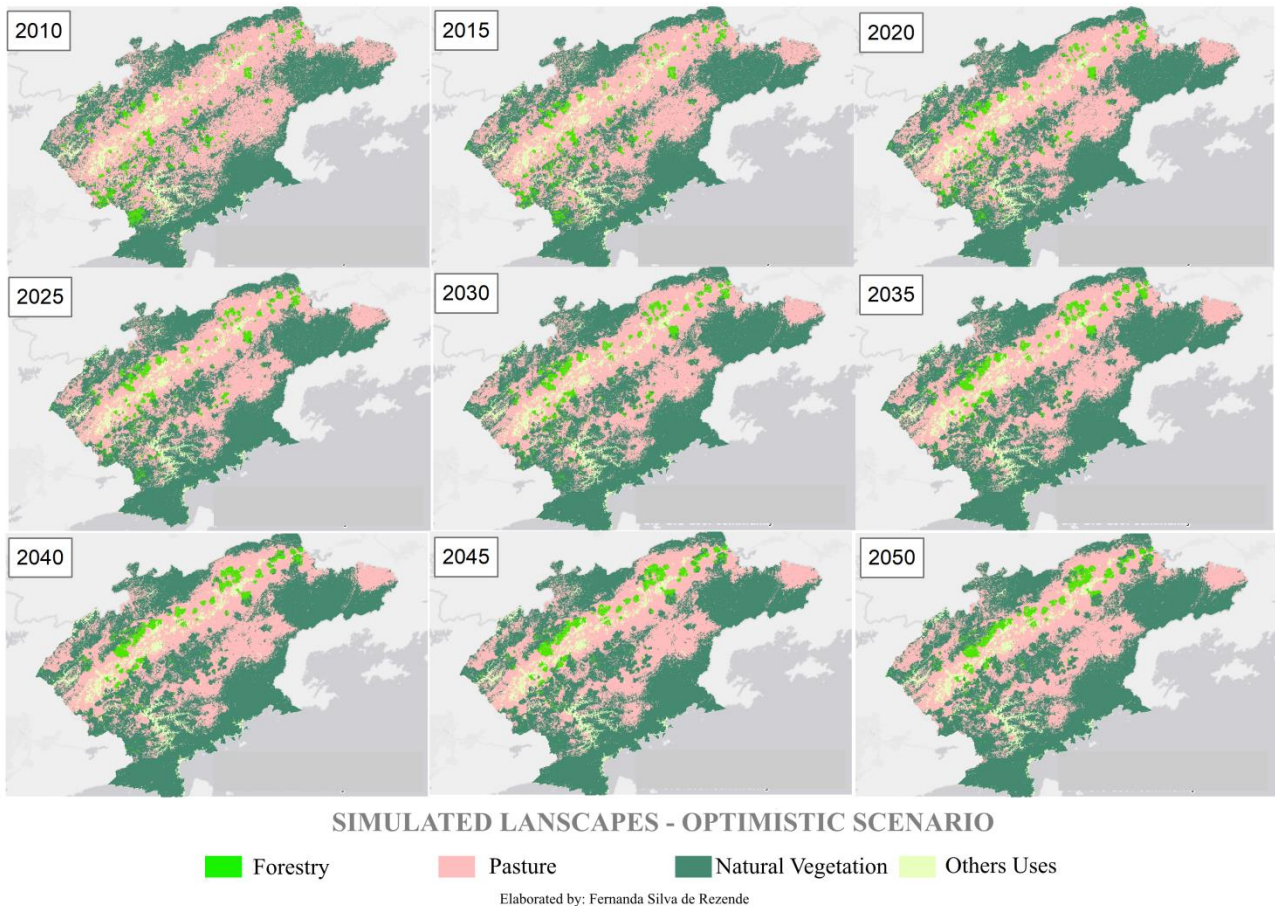 2010
2015
2020
2025
2030
2035
2040
2045
2050
SIMULATED LANSCAPES - OPTIMISTIC SCENARIO
Forestry
Pasture
Natural Vegetation
Others Uses
Elaborated by: Fernanda Silva de Rezende